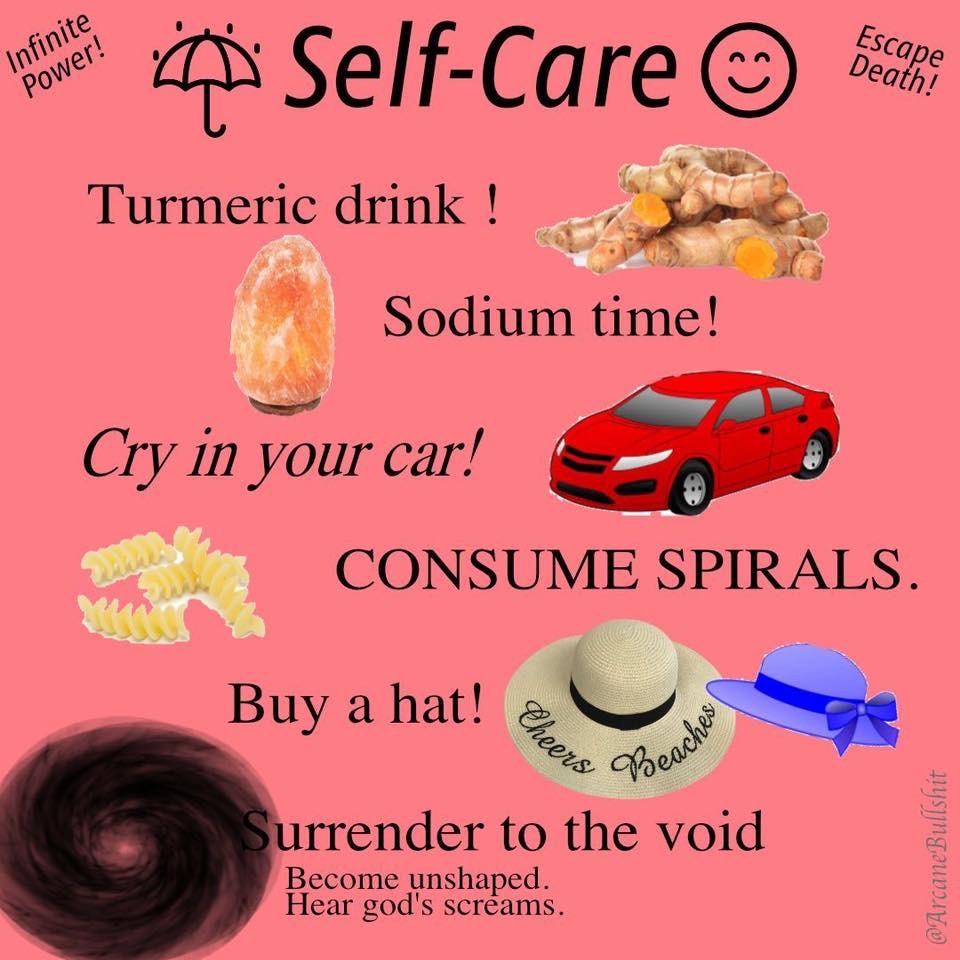 Infinite
Power!
Self-Care
Escape
Death!
Turmeric drink !
Sodium time!
Cry in your car!
CONSUME SPIRALS.
Buy a hat!
Cheers Beaches
Surrender to the void
Become unshaped.
Hear god's screams.
@ArcaneBullshit